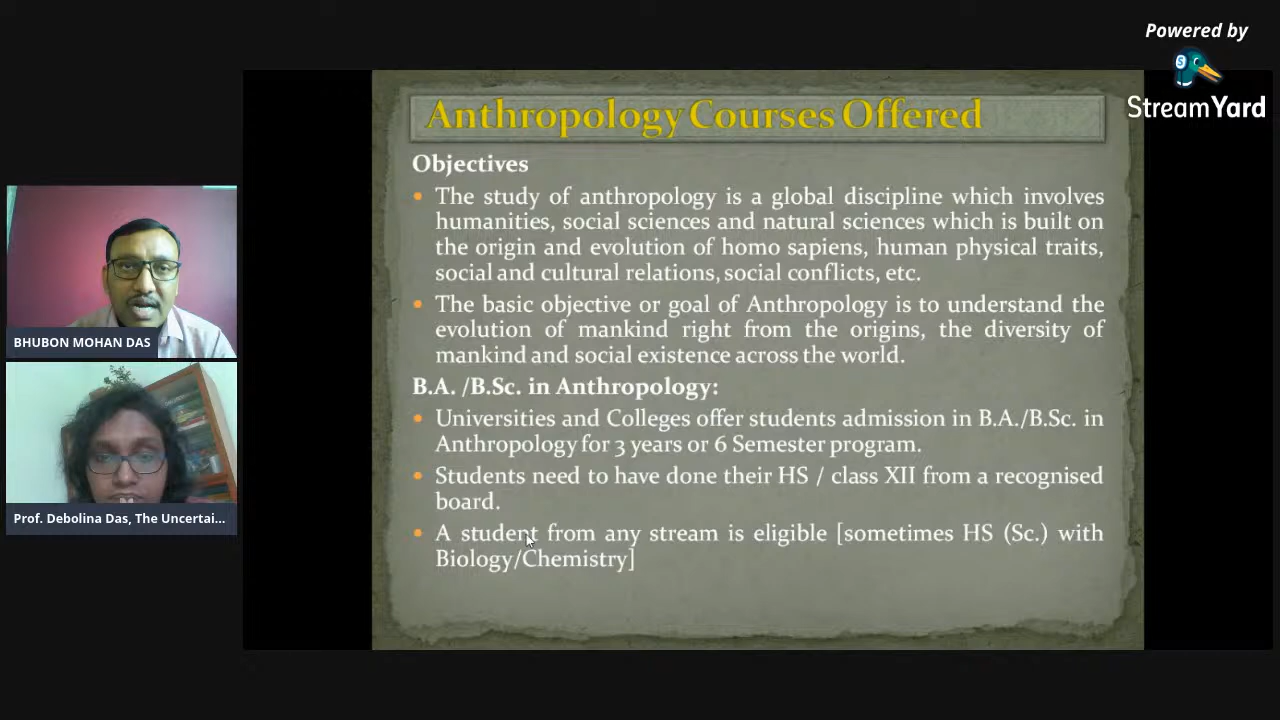 Powered by
StreamYard
Anthropology Courses Offered
Objectives
The study of anthropology is a global discipline which involves
humanities, social sciences and natural sciences which is built on
the origin and evolution of homo sapiens, human physical traits,
social and cultural relations, social conflicts, etc.
The basic objective or goal of Anthropology is to understand the
evolution of mankind right from the origins, the diversity of
mankind and social existence across the world.
B.A. /B.Sc. in Anthropology:
Universities and Colleges offer students admission in B.A./B.Sc. in
Anthropology for 3 years or 6 Semester program.
Students need to have done their HS / class XII from a recognised
board.
A student from any stream is eligible [sometimes HS (Sc.) with
Biology/Chemistry]
BHUBON MOHAN DAS
Prof. Debolina Das, The Uncertai...